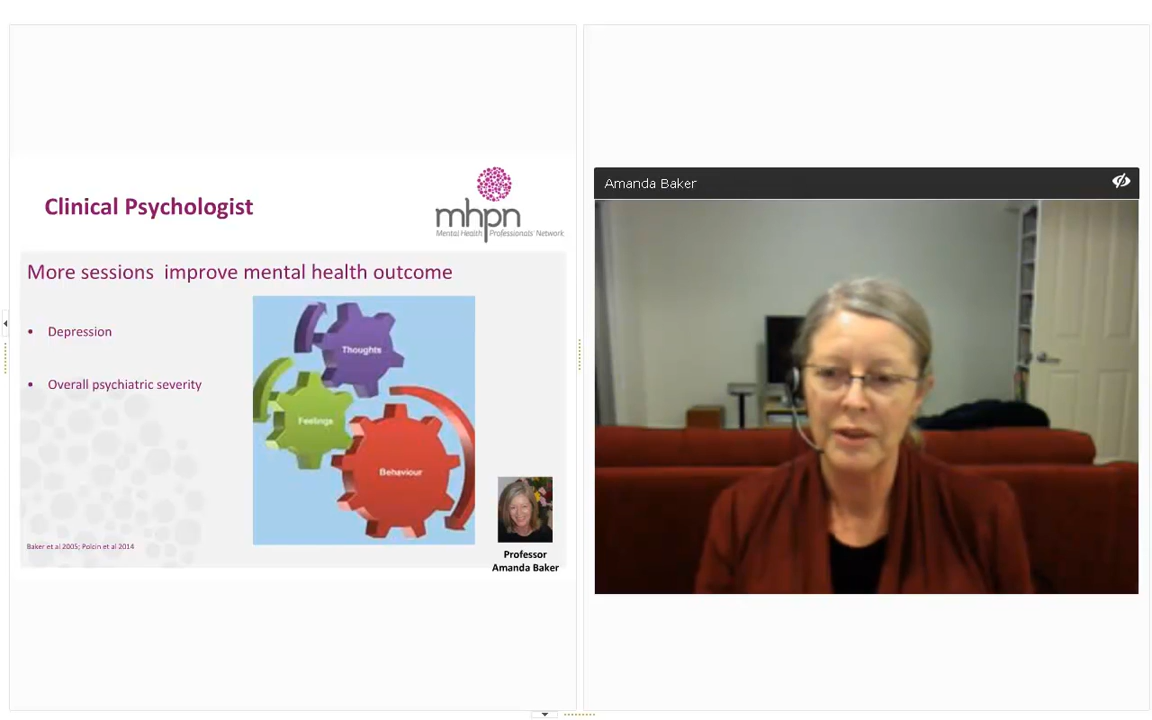 Clinical Psychologist
mhpn
Mental Health Professionals' Network
More sessions improve mental health outcome
• Depression
• Overall psychiatric severity
Thoughts
Feelings
Behaviour
Baker et al 2005; Polcin et al 2014
Professor
Amanda Baker
Amanda Baker